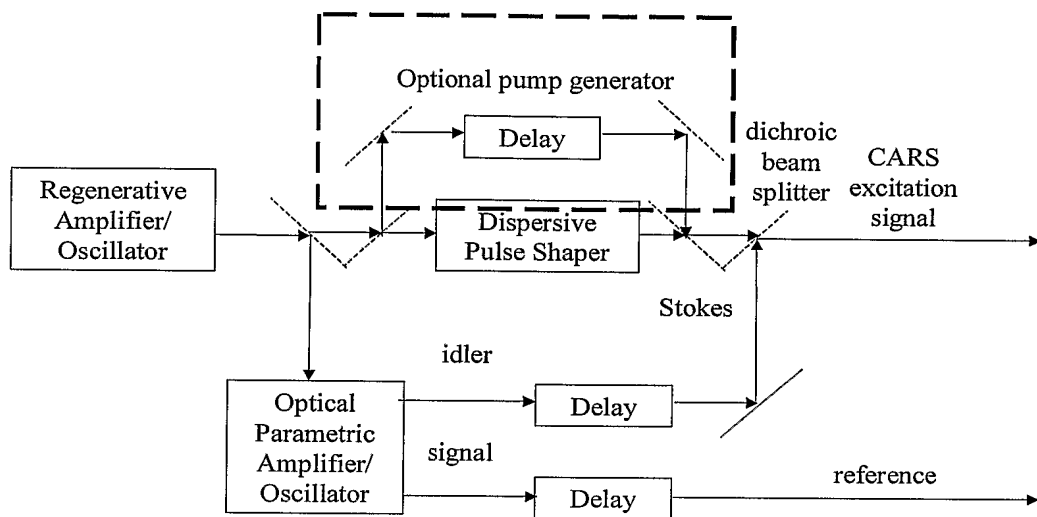 Optional pump generator
Delay
dichroic
beam
splitter
CARS
excitation
signal
Regenerative
Amplifier/
Oscillator
Dispersive
Pulse Shaper
Stokes
idler
Optical
Parametric
Amplifier/
Oscillator
Delay
signal
Delay
reference